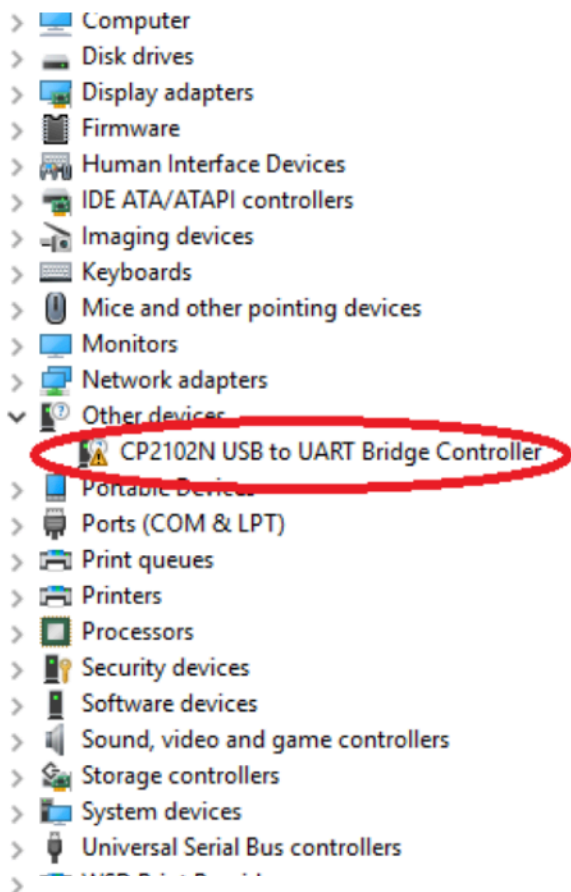 Computer
Disk drives
Display adapters
Firmware
Human Interface Devices
IDE ATA/ATAPI controllers
Imaging devices
Keyboards
Mice and other pointing devices
Monitors
Network adapters
Other devices
CP2102N USB to UART Bridge Controller
Portable Devices
Ports (COM & LPT)
Print queues
Printers
Processors
Security devices
Software devices
Sound, video and game controllers
Storage controllers
System devices
Universal Serial Bus controllers